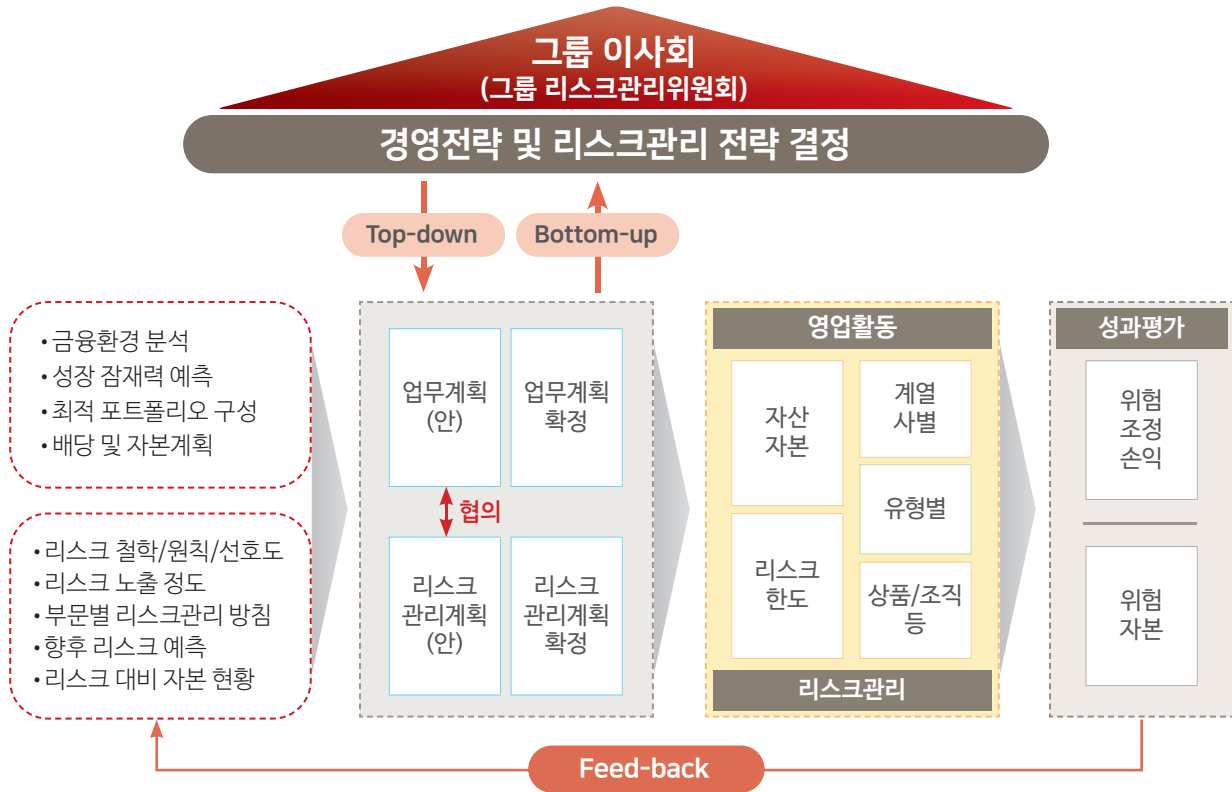 그룹 이사회
(그룹 리스크관리위원회)
경영전략 및 리스크관리 전략 결정
Top-down
Bottom-up
• 금융환경 분석
• 성장 잠재력 예측
• 최적 포트폴리오 구성
• 배당 및 자본계획
• 리스크 철학/원칙/선호도
• 리스크 노출 정도
• 부문별 리스크관리 방침
• 향후 리스크 예측
• 리스크 대비 자본 현황
업무계획
(안)
업무계획
확정
협의
리스크
관리계획
(안)
리스크
관리계획
확정
영업활동
자산
자본
리스크
한도
계열
사별
유형별
상품/조직
등
리스크관리
성과평가
위험
조정
손익
위험
자본
Feed-back